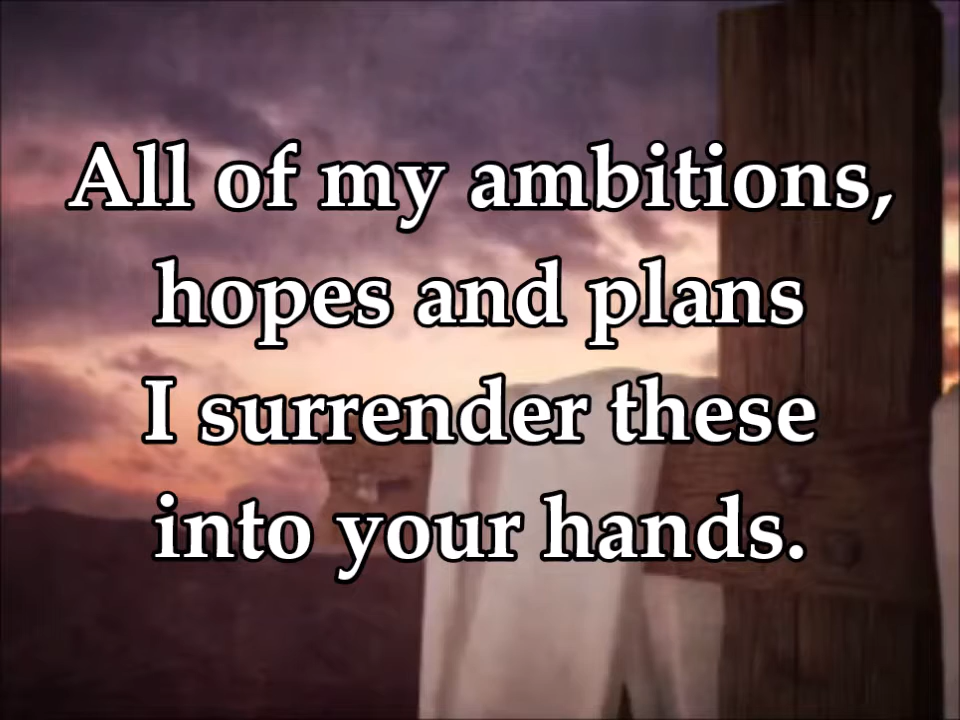 All of my ambitions,
hopes and plans
I surrender these
into your hands.